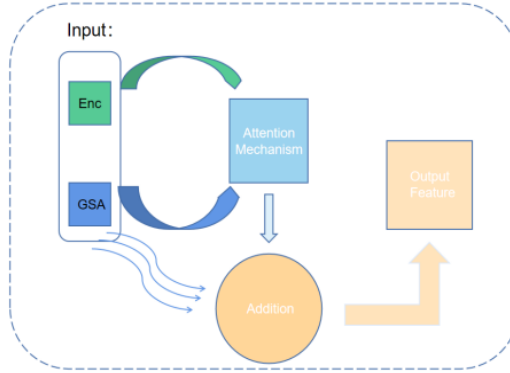 Input:
Enc
Attention
Mechanism
Output
Feature
GSA
Addition